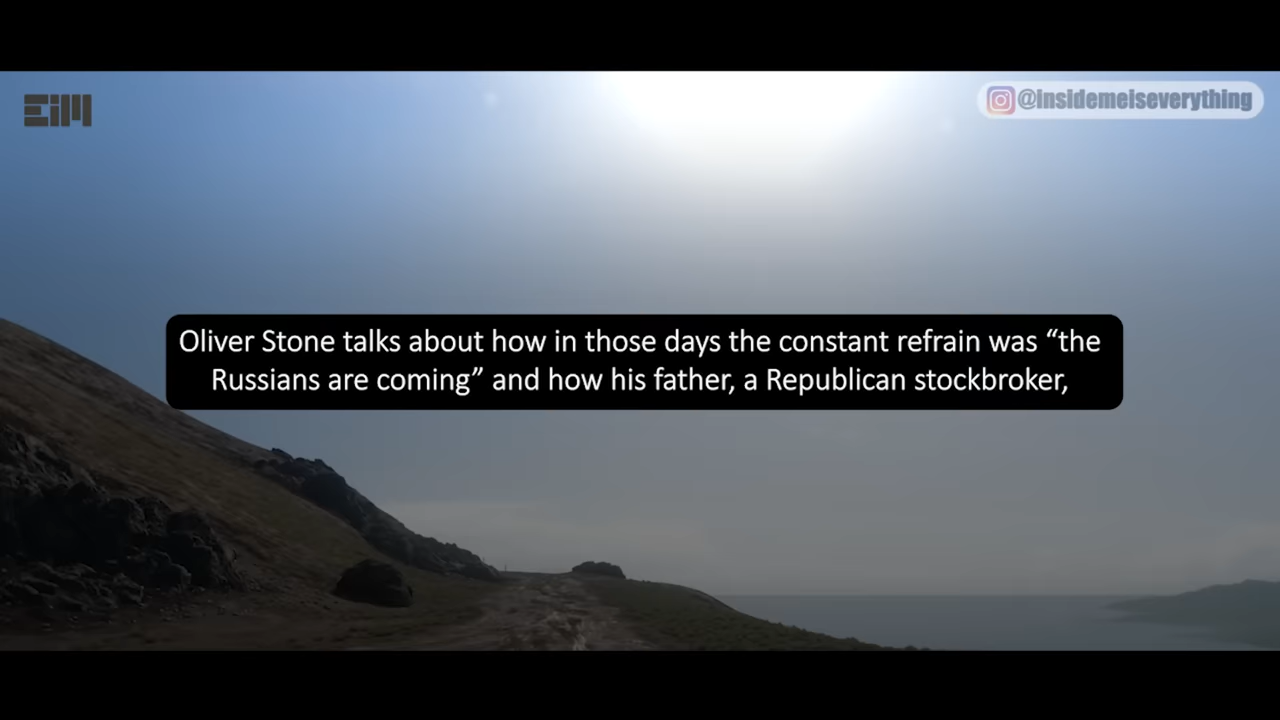 EiM
@insidemeiseverything
Oliver Stone talks about how in those days the constant refrain was “the
Russians are coming” and how his father, a Republican stockbroker,